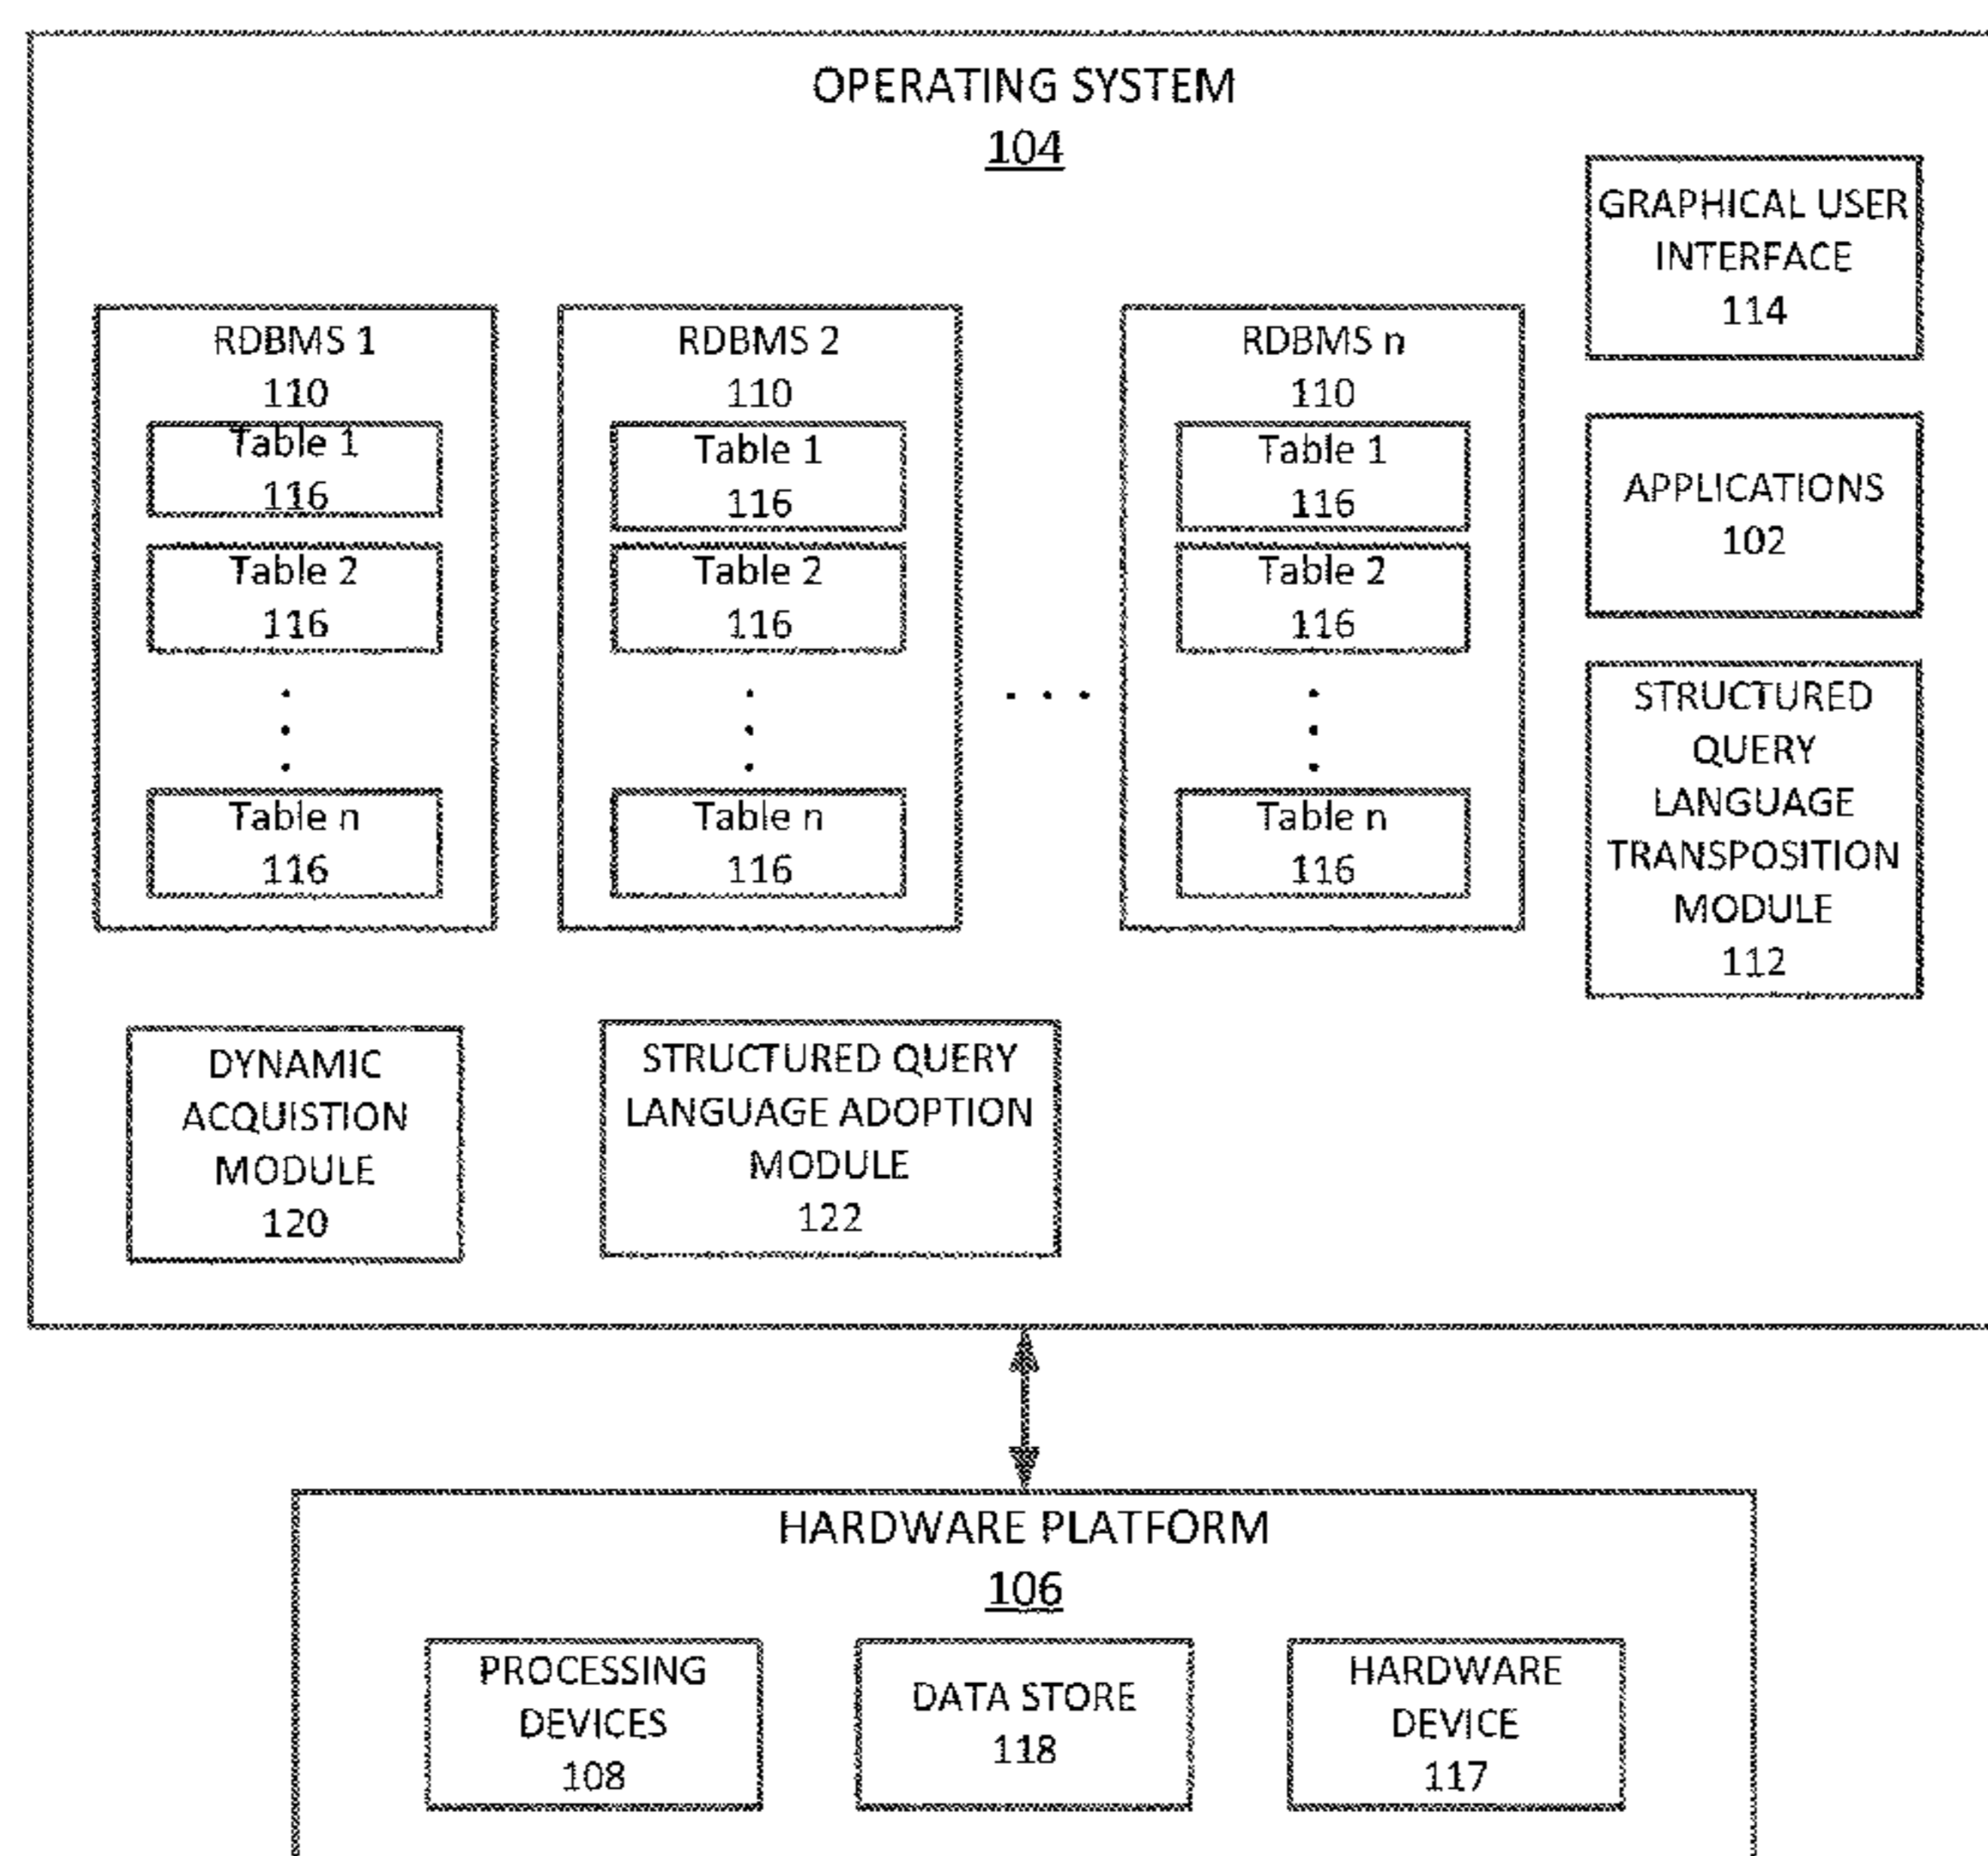 OPERATING SYSTEM
104
GRAPHICAL USER
INTERFACE
114
RDBMS 1
110
Table 1
116
Table 2
116
Table n
116
RDBMS 2
110
Table 1
116
Table 2
116
Table n
116
. . .
RDBMS n
110
Table 1
116
Table 2
116
Table n
116
APPLICATIONS
102
STRUCTURED
QUERY
LANGUAGE
TRANSPOSITION
MODULE
112
DYNAMIC
ACQUISTION
MODULE
120
STRUCTURED QUERY
LANGUAGE ADOPTION
MODULE
122
HARDWARE PLATFORM
106
PROCESSING
DEVICES
108
DATA STORE
118
HARDWARE
DEVICE
117